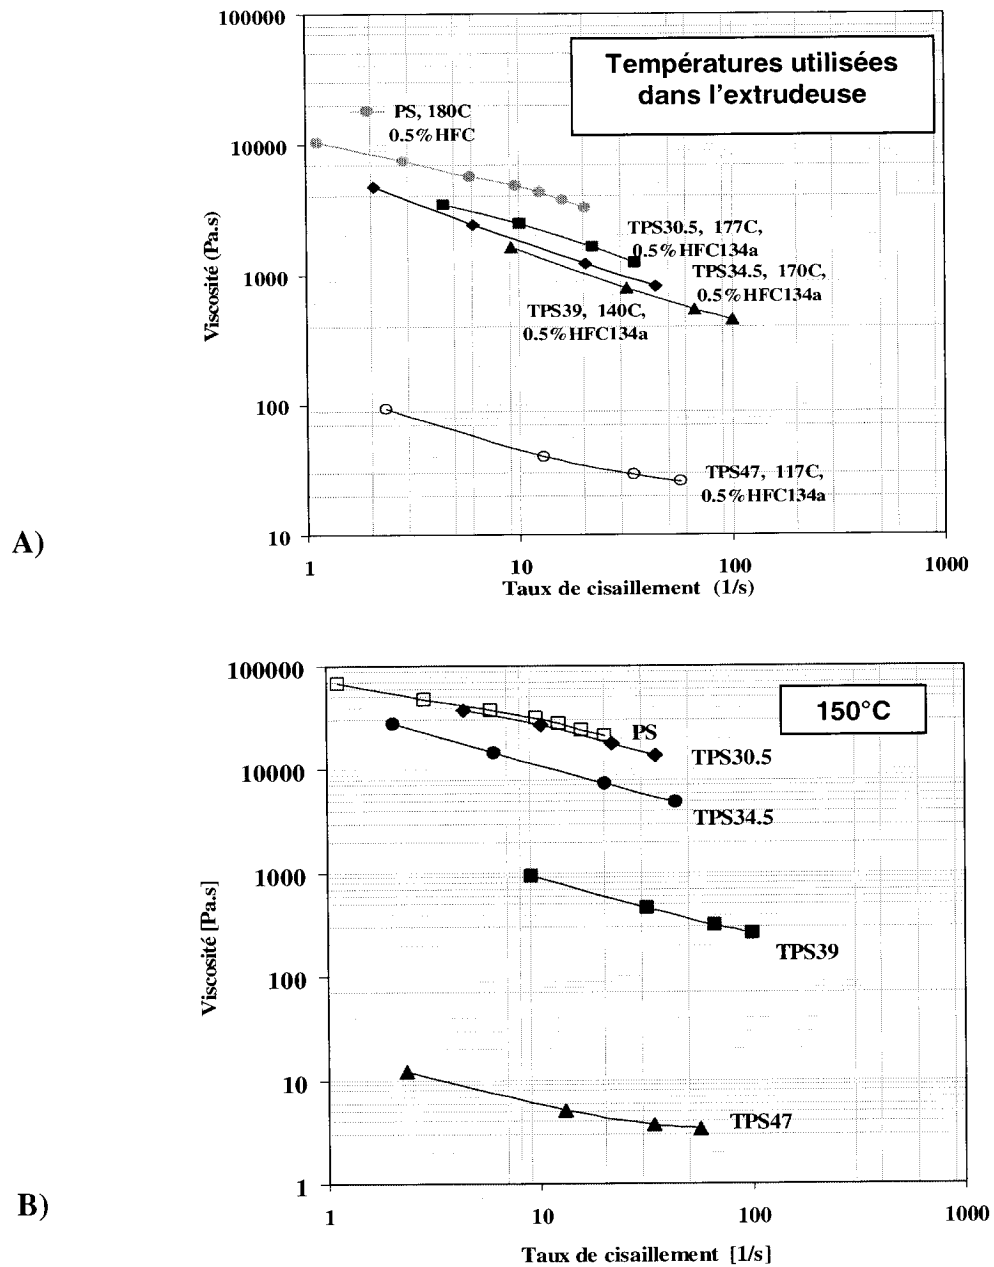 100000
10000
1000
100
10
Viscosité (Pa.s)
Températures utilisées
dans l'extrudeuse
PS, 180C
0.5%HFC
TPS30.5, 177C,
0.5%HFC134a
TPS34.5, 170C,
0.5%HFC134a
TPS39, 140C,
0.5%HFC134a
TPS47, 117C,
0.5%HFC134a
A)
1 10 100 1000
Taux de cisaillement (1/s)
100000
10000
1000
100
10
1
Viscosité [Pa.s]
150°C
PS
TPS30.5
TPS34.5
TPS39
TPS47
B)
1 10 100 1000
Taux de cisaillement [1/s]